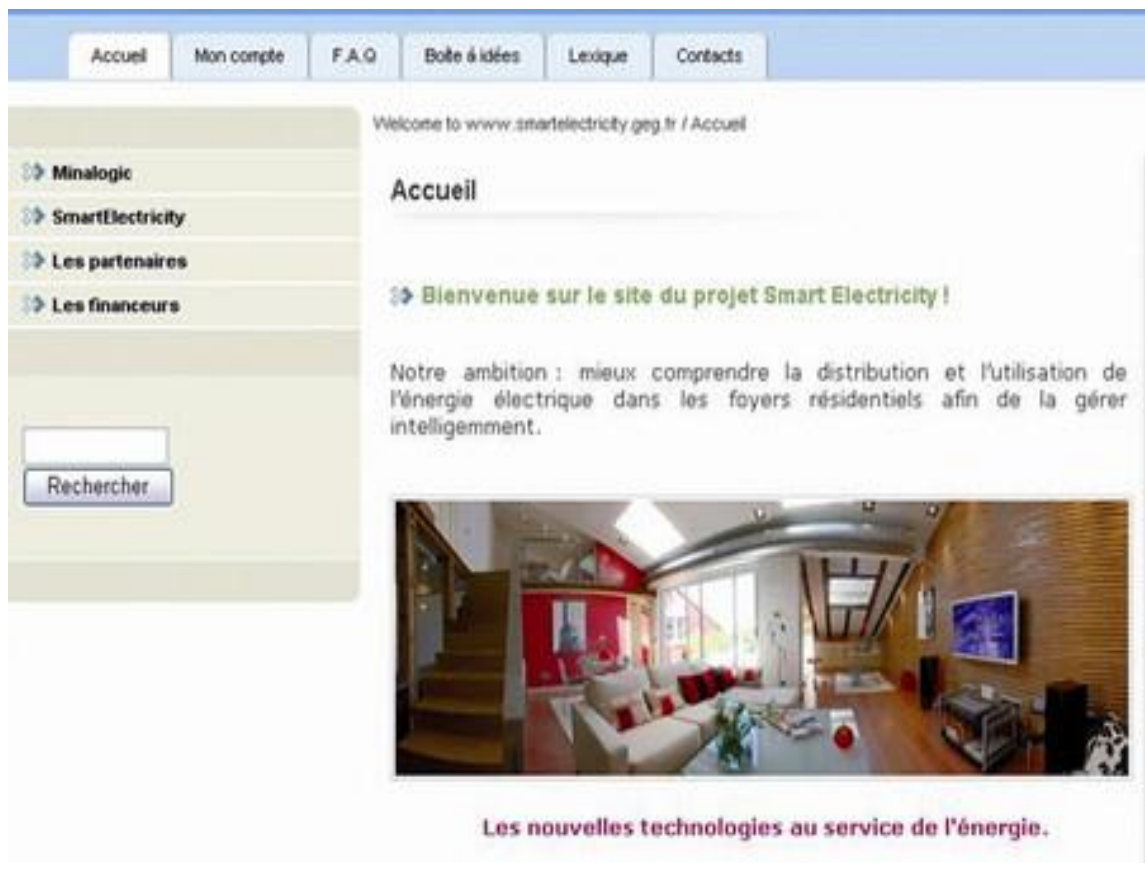 Accueil Mon compte F.A.Q Boîte à idées Lexique Contacts
Welcome to www.smartelectricity.geg.fr / Accueil
Minalogic
SmartElectricity
Les partenaires
Les financeurs
Rechercher
Accueil
Bienvenue sur le site du projet Smart Electricity !
Notre ambition : mieux comprendre la distribution et l'utilisation de
l'énergie électrique dans les foyers résidentiels afin de la gérer
intelligemment.
Les nouvelles technologies au service de l'énergie.